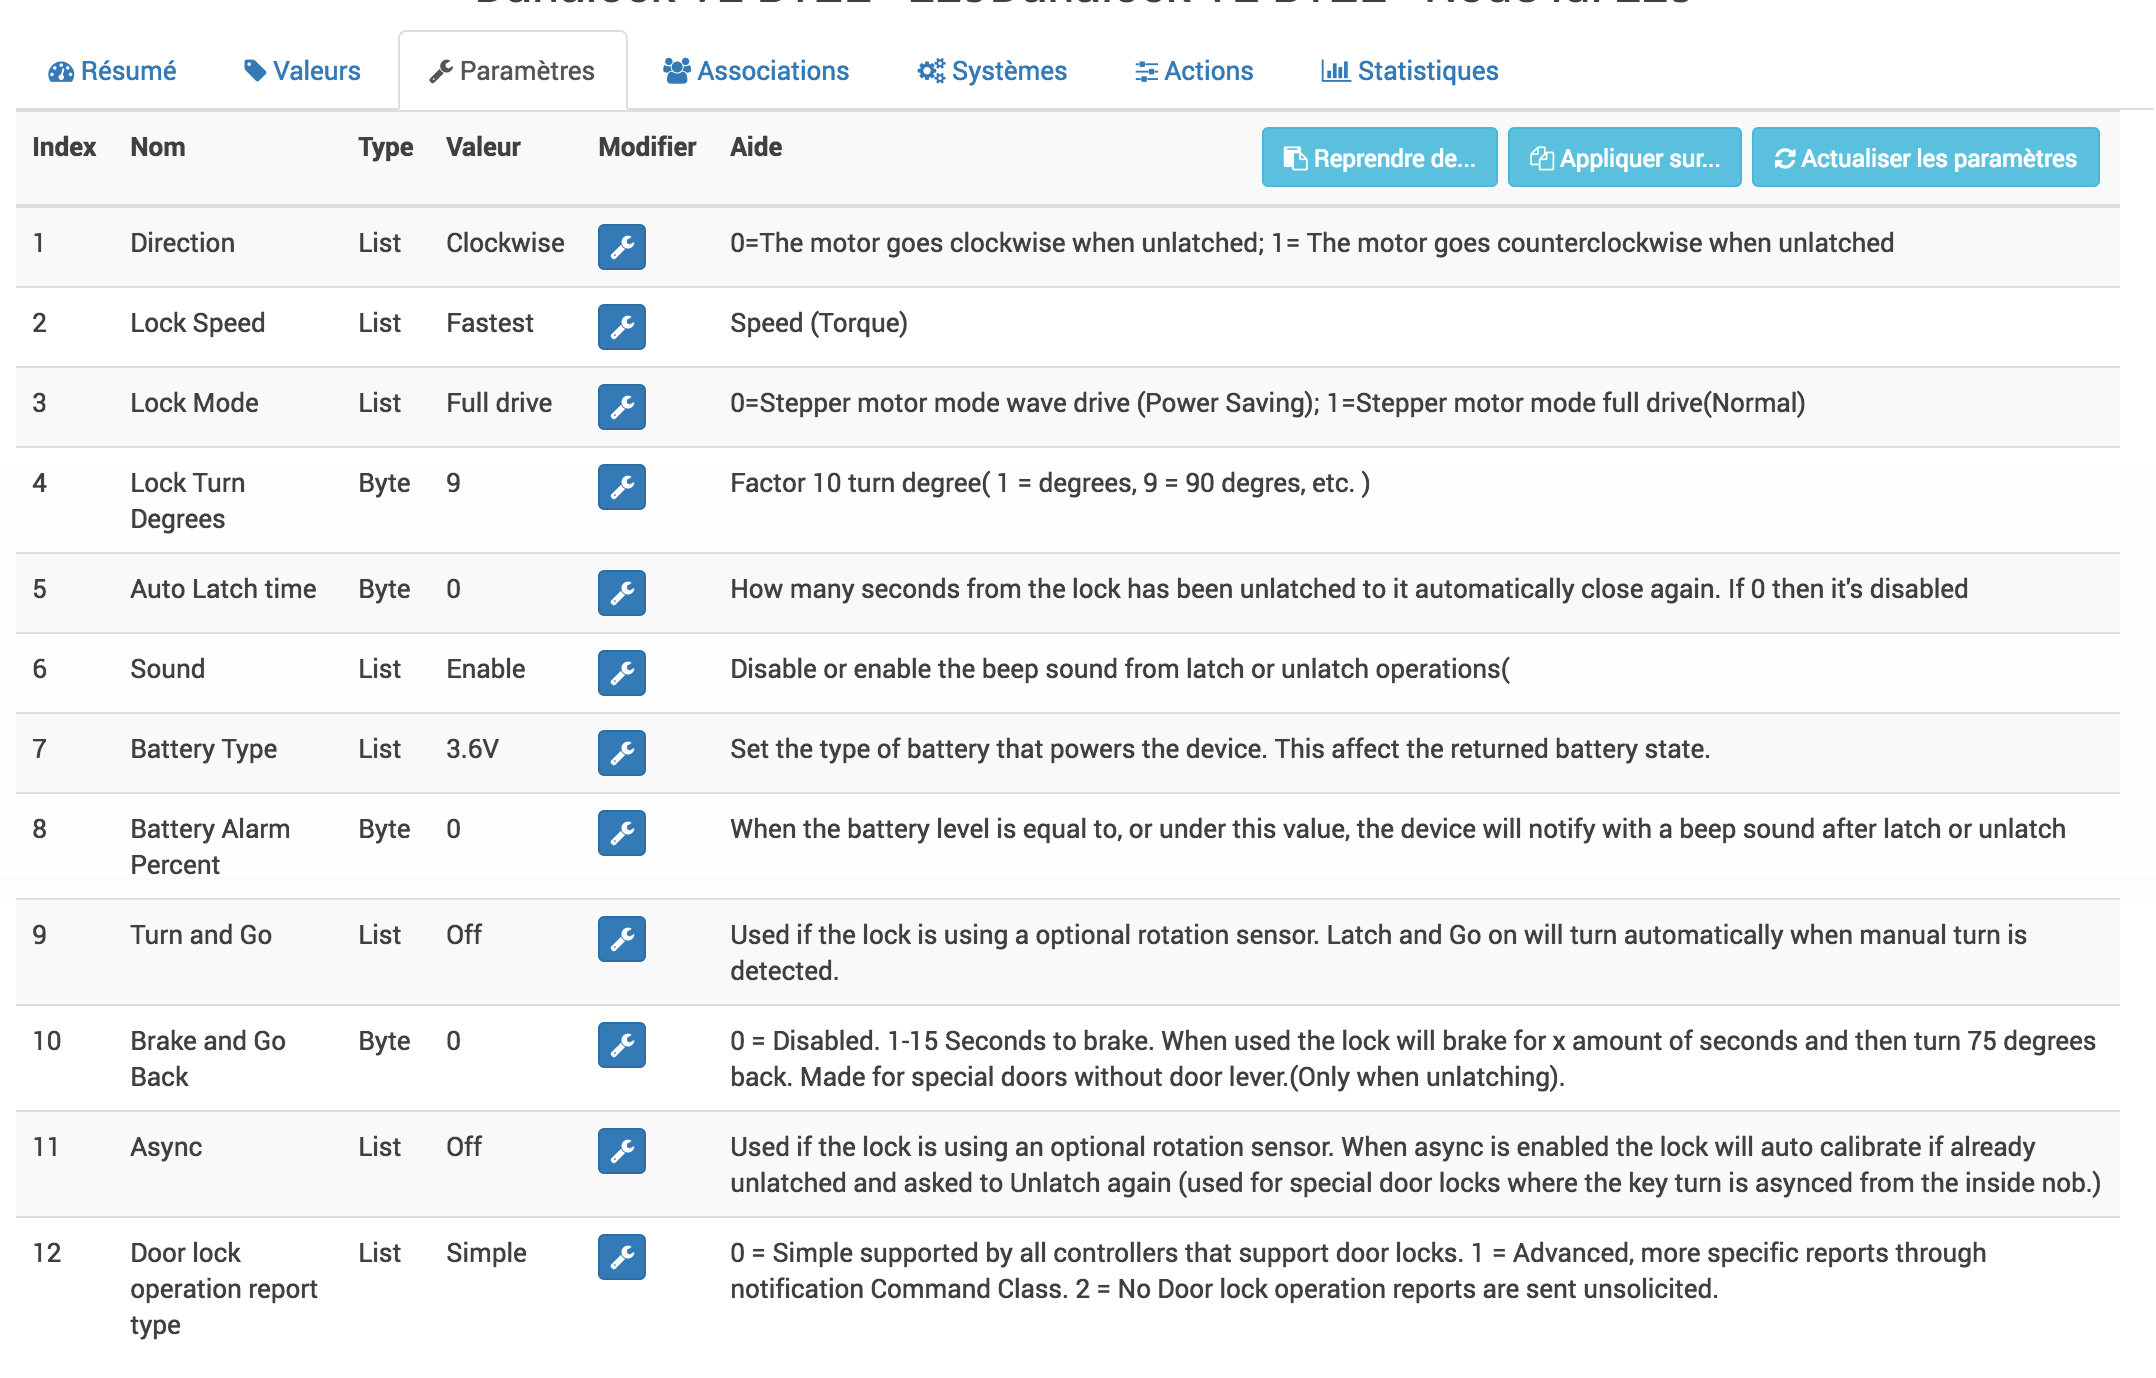 Résumé Valeurs Paramètres Associations Systèmes Actions Statistiques
Index Nom Type Valeur Modifier Aide Reprendre de... Appliquer sur... Actualiser les paramètres
1 Direction List Clockwise 0=The motor goes clockwise when unlatched; 1= The motor goes counterclockwise when unlatched
2 Lock Speed List Fastest Speed (Torque)
3 Lock Mode List Full drive 0=Stepper motor mode wave drive (Power Saving); 1=Stepper motor mode full drive(Normal)
4 Lock Turn Byte 9 Factor 10 turn degree( 1 = degrees, 9 = 90 degres, etc. )
Degrees
5 Auto Latch time Byte 0 How many seconds from the lock has been unlatched to it automatically close again. If 0 then it's disabled
6 Sound List Enable Disable or enable the beep sound from latch or unlatch operations(
7 Battery Type List 3.6V Set the type of battery that powers the device. This affect the returned battery state.
8 Battery Alarm Byte 0 When the battery level is equal to, or under this value, the device will notify with a beep sound after latch or unlatch
Percent
9 Turn and Go List Off Used if the lock is using a optional rotation sensor. Latch and Go on will turn automatically when manual turn is
detected.
10 Brake and Go Byte 0 0 = Disabled. 1-15 Seconds to brake. When used the lock will brake for x amount of seconds and then turn 75 degrees
Back back. Made for special doors without door lever.(Only when unlatching).
11 Async List Off Used if the lock is using an optional rotation sensor. When async is enabled the lock will auto calibrate if already
unlatched and asked to Unlatch again (used for special door locks where the key turn is asynced from the inside nob.)
12 Door lock List Simple 0 = Simple supported by all controllers that support door locks. 1 = Advanced, more specific reports through
operation report notification Command Class. 2 = No Door lock operation reports are sent unsolicited.
type